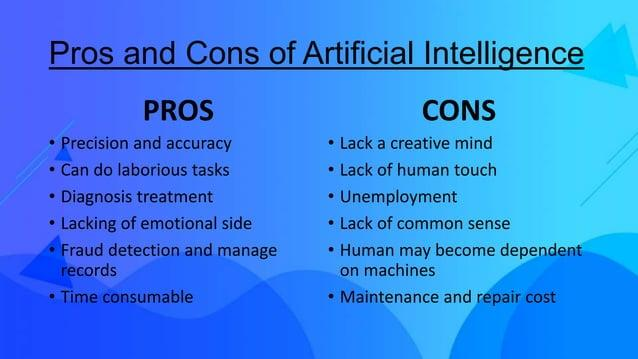 Pros and Cons of Artificial Intelligence
PROS
• Precision and accuracy
• Can do laborious tasks
• Diagnosis treatment
• Lacking of emotional side
• Fraud detection and manage
records
• Time consumable
CONS
• Lack a creative mind
• Lack of human touch
• Unemployment
• Lack of common sense
• Human may become dependent
on machines
• Maintenance and repair cost